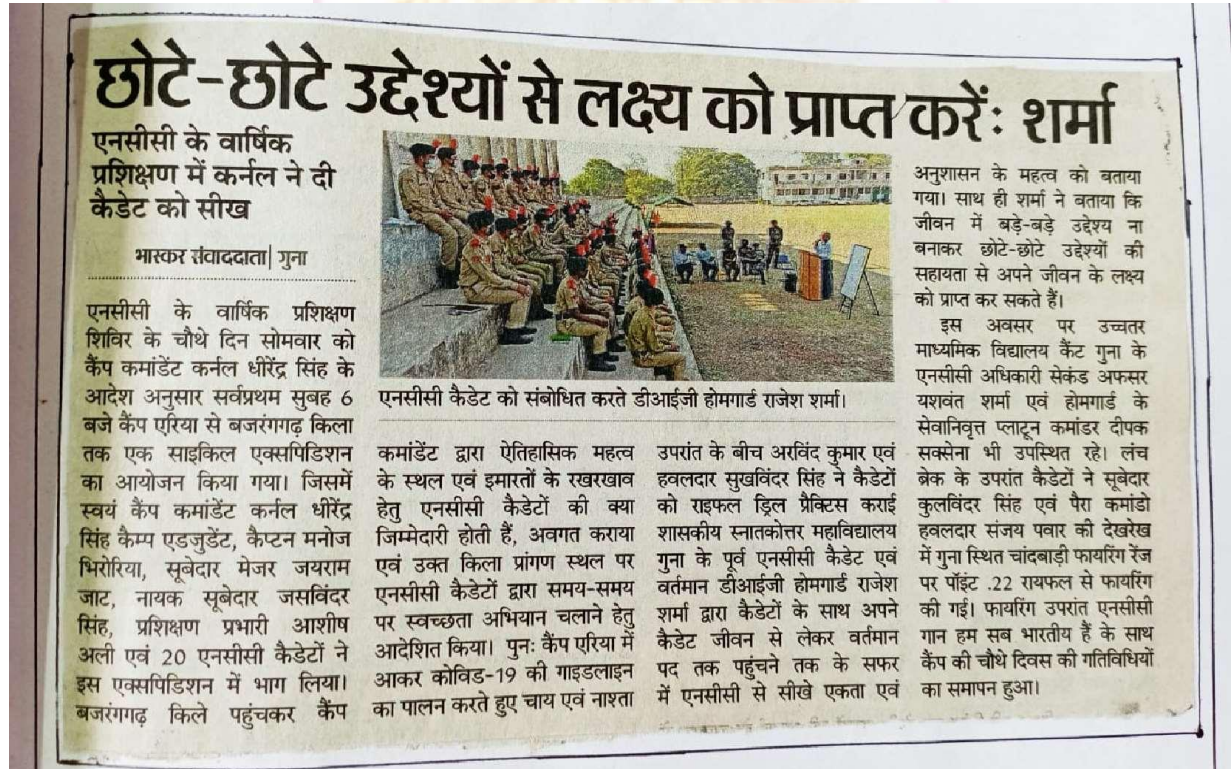 छोटे-छोटे उद्देश्यों से लक्ष्य को प्राप्त करेंः शर्मा
एनसीसी के वार्षिक
प्रशिक्षण में कर्नल ने दी
कैडेट को सीख
भास्कर संवाददाता| गुना
एनसीसी के वार्षिक प्रशिक्षण
शिविर के चौथे दिन सोमवार को
कैंप कमांडेंट कर्नल धीरेंद्र सिंह के
आदेश अनुसार सर्वप्रथम सुबह 6
बजे कैंप एरिया से बजरंगगढ़ किला
तक एक साइकिल एक्सपिडिशन
का आयोजन किया गया। जिसमें
स्वयं कैंप कमांडेंट कर्नल धीरेंद्र
सिंह कैम्प एडजुडेंट, कैप्टन मनोज
भिरोरिया, सूबेदार मेजर जयराम
जाट, नायक सूबेदार जसविंदर
सिंह, प्रशिक्षण प्रभारी आशीष
अली एवं 20 एनसीसी कैडेटों ने
इस एक्सपिडिशन में भाग लिया।
बजरंगगढ़ किले पहुंचकर कैंप
एनसीसी कैडेट को संबोधित करते डीआईजी होमगार्ड राजेश शर्मा।
कमांडेंट द्वारा ऐतिहासिक महत्व
के स्थल एवं इमारतों के रखरखाव
हेतु एनसीसी कैडेटों की क्या
जिम्मेदारी होती हैं, अवगत कराया
एवं उक्त किला प्रांगण स्थल पर
एनसीसी कैडेटों द्वारा समय-समय
पर स्वच्छता अभियान चलाने हेतु
आदेशित किया। पुनः कैंप एरिया में
आकर कोविड-19 की गाइडलाइन
का पालन करते हुए चाय एवं नाश्ता
उपरांत के बीच अरविंद कुमार एवं
हवलदार सुखविंदर सिंह ने कैडेटों
को राइफल ड्रिल प्रैक्टिस कराई
शासकीय स्नातकोत्तर महाविद्यालय
गुना के पूर्व एनसीसी कैडेट एवं
वर्तमान डीआईजी होमगार्ड राजेश
शर्मा द्वारा कैडेटों के साथ अपने
कैडेट जीवन से लेकर वर्तमान
पद तक पहुंचने तक के सफर
में एनसीसी से सीखे एकता एवं
अनुशासन के महत्व को बताया
गया। साथ ही शर्मा ने बताया कि
जीवन में बड़े-बड़े उद्देश्य ना
बनाकर छोटे-छोटे उद्देश्यों की
सहायता से अपने जीवन के लक्ष्य
को प्राप्त कर सकते हैं।
इस अवसर पर उच्चतर
माध्यमिक विद्यालय कैंट गुना के
एनसीसी अधिकारी सेकंड अफसर
यशवंत शर्मा एवं होमगार्ड के
सेवानिवृत्त प्लाटून कमांडर दीपक
सक्सेना भी उपस्थित रहे। लंच
ब्रेक के उपरांत कैडेटों ने सूबेदार
कुलविंदर सिंह एवं पैरा कमांडो
हवलदार संजय पवार की देखरेख
में गुना स्थित चांदबाड़ी फायरिंग रेंज
पर पॉइंट .22 रायफल से फायरिंग
की गई। फायरिंग उपरांत एनसीसी
गान हम सब भारतीय हैं के साथ
कैंप की चौथे दिवस की गतिविधियों
का समापन हुआ।